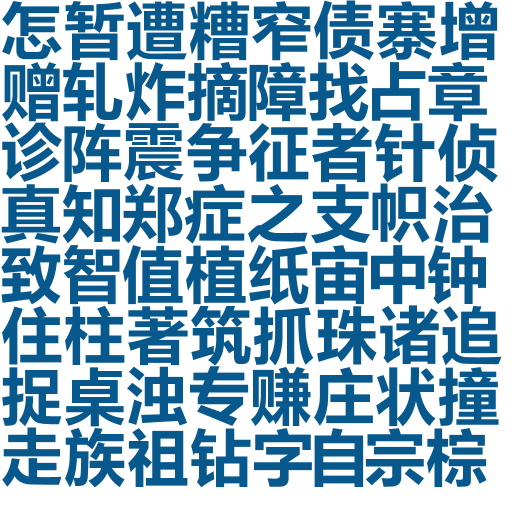 怎暂遭糟窄债寨增
赠轧炸摘障找占章
诊阵震争征者针侦
真知郑症之支帜治
致智值植纸宙中钟
住柱著筑抓珠诸追
捉桌浊专赚庄状撞
走族祖钻字自宗棕